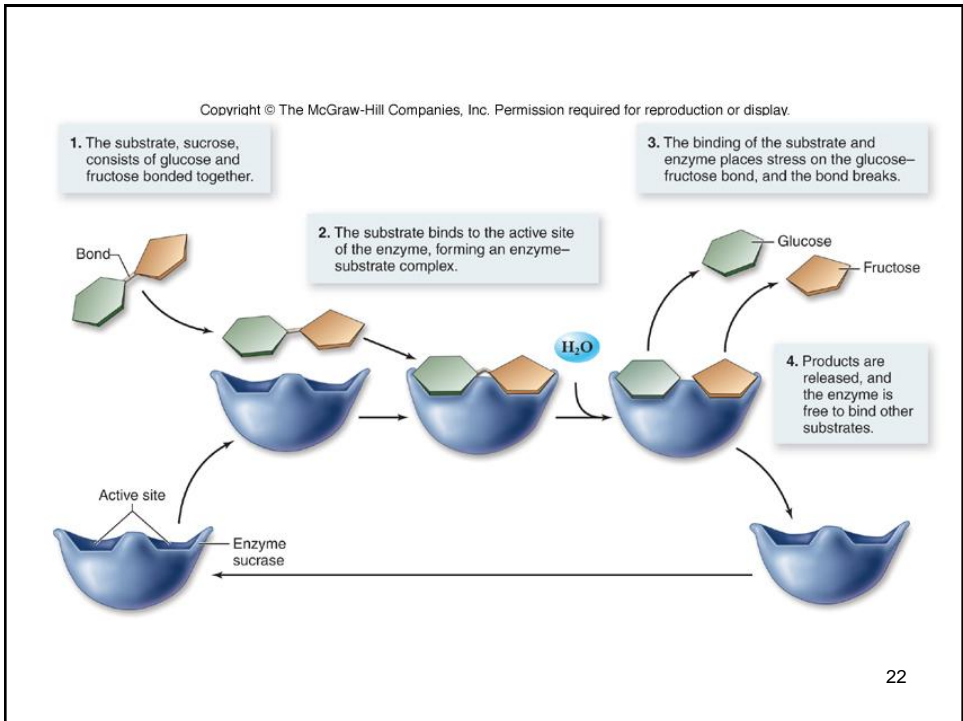 Copyright © The McGraw-Hill Companies, Inc. Permission required for reproduction or display.
1. The substrate, sucrose,
consists of glucose and
fructose bonded together.
3. The binding of the substrate and
enzyme places stress on the glucose–
fructose bond, and the bond breaks.
2. The substrate binds to the active site
of the enzyme, forming an enzyme–
substrate complex.
Bond
Glucose
Fructose
H₂O
4. Products are
released, and
the enzyme is
free to bind other
substrates.
Active site
Enzyme
sucrase
22